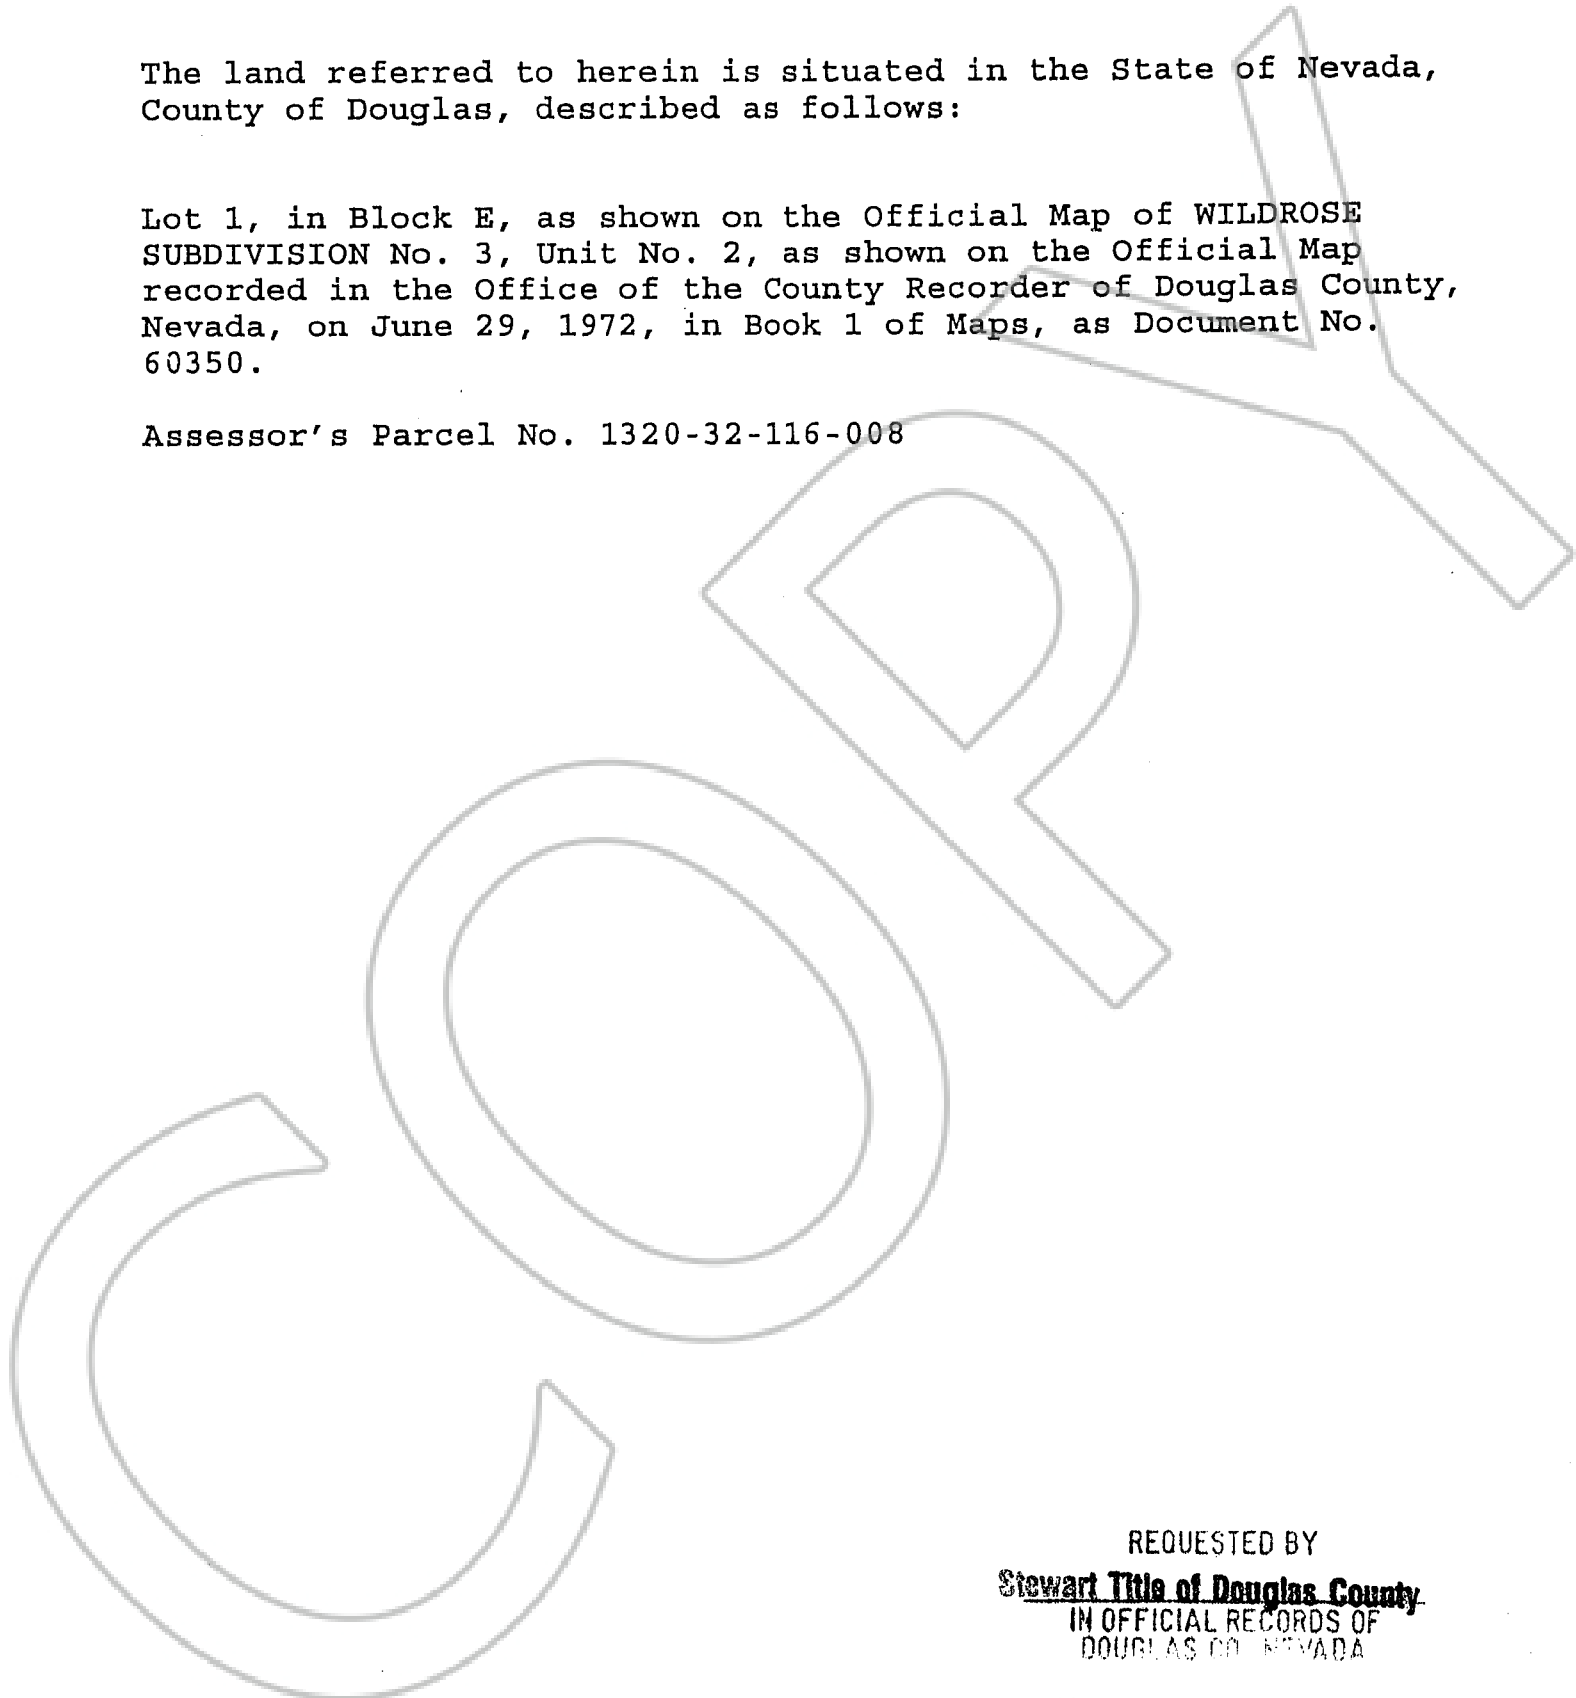 The land referred to herein is situated in the State of Nevada,
County of Douglas, described as follows:
Lot 1, in Block E, as shown on the Official Map of WILDROSE
SUBDIVISION No. 3, Unit No. 2, as shown on the Official Map
recorded in the Office of the County Recorder of Douglas County,
Nevada, on June 29, 1972, in Book 1 of Maps, as Document No.
60350.
Assessor's Parcel No. 1320-32-116-008
COPY
REQUESTED BY
Stewart Title of Douglas County
IN OFFICIAL RECORDS OF
DOUGLAS CO. NEVADA